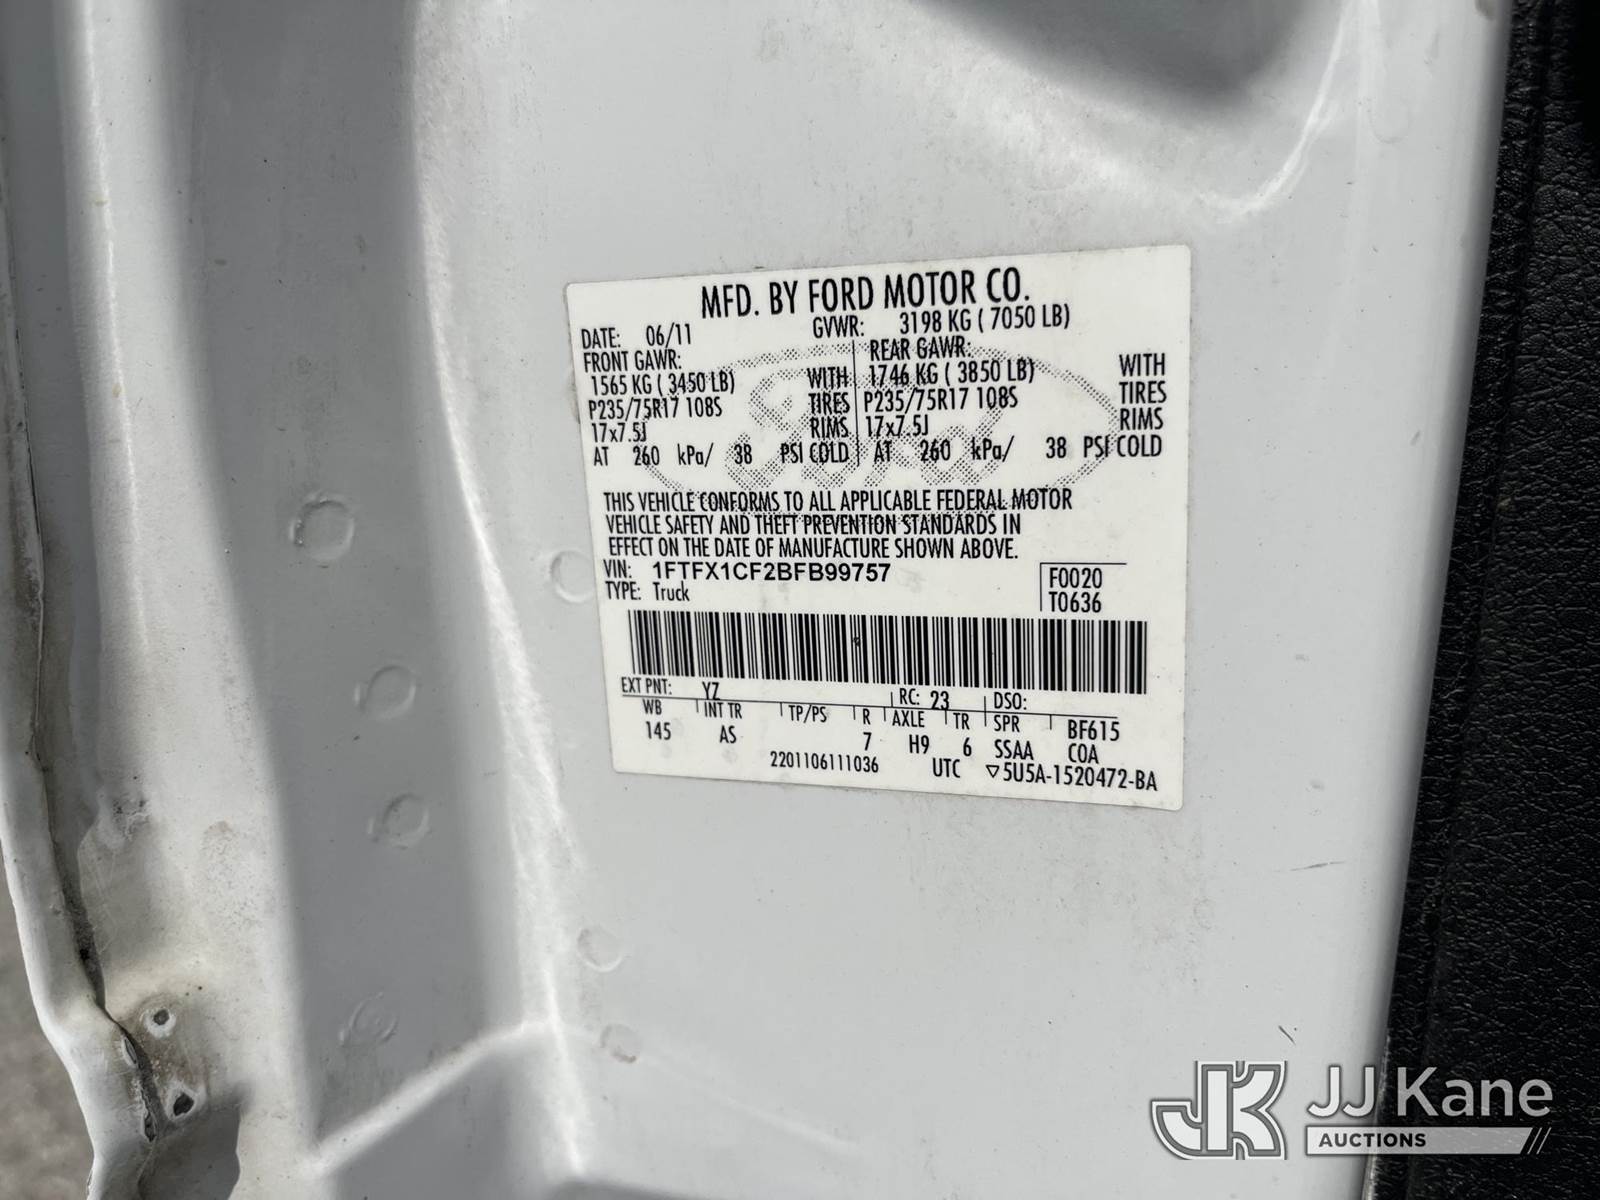 MFD. BY FORD MOTOR CO.
DATE: 06/11 GVWR: 3198 KG ( 7050 LB)
FRONT GAWR: REAR GAWR:
1565 KG ( 3450 LB) WITH 1746 KG ( 3850 LB) WITH
P235/75R17 108S TIRES P235/75R17 108S TIRES
17x7.5J RIMS 17x7.5J RIMS
AT 260 kPa/ 38 PSI COLD AT 260 kPa/ 38 PSI COLD
Ford
THIS VEHICLE CONFORMS TO ALL APPLICABLE FEDERAL MOTOR
VEHICLE SAFETY AND THEFT PREVENTION STANDARDS IN
EFFECT ON THE DATE OF MANUFACTURE SHOWN ABOVE.
VIN: 1FTFX1CF2BFB99757 F0020
TYPE: Truck T0636
EXT PNT: YZ RC: 23 DSO:
WB INT TR TP/PS R AXLE TR SPR BF615
145 AS 7 H9 6 SSAA COA
2201106111036 UTC ▽5U5A-1520472-BA
JK JJ Kane
AUCTIONS